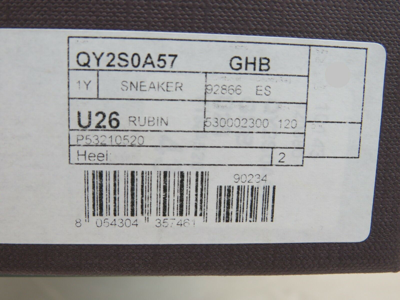 QY2S0A57 GHB
1Y SNEAKER 92866 ES
U26 RUBIN 530002300 120
P53210520
Heel 2
90234
8 054304 357461